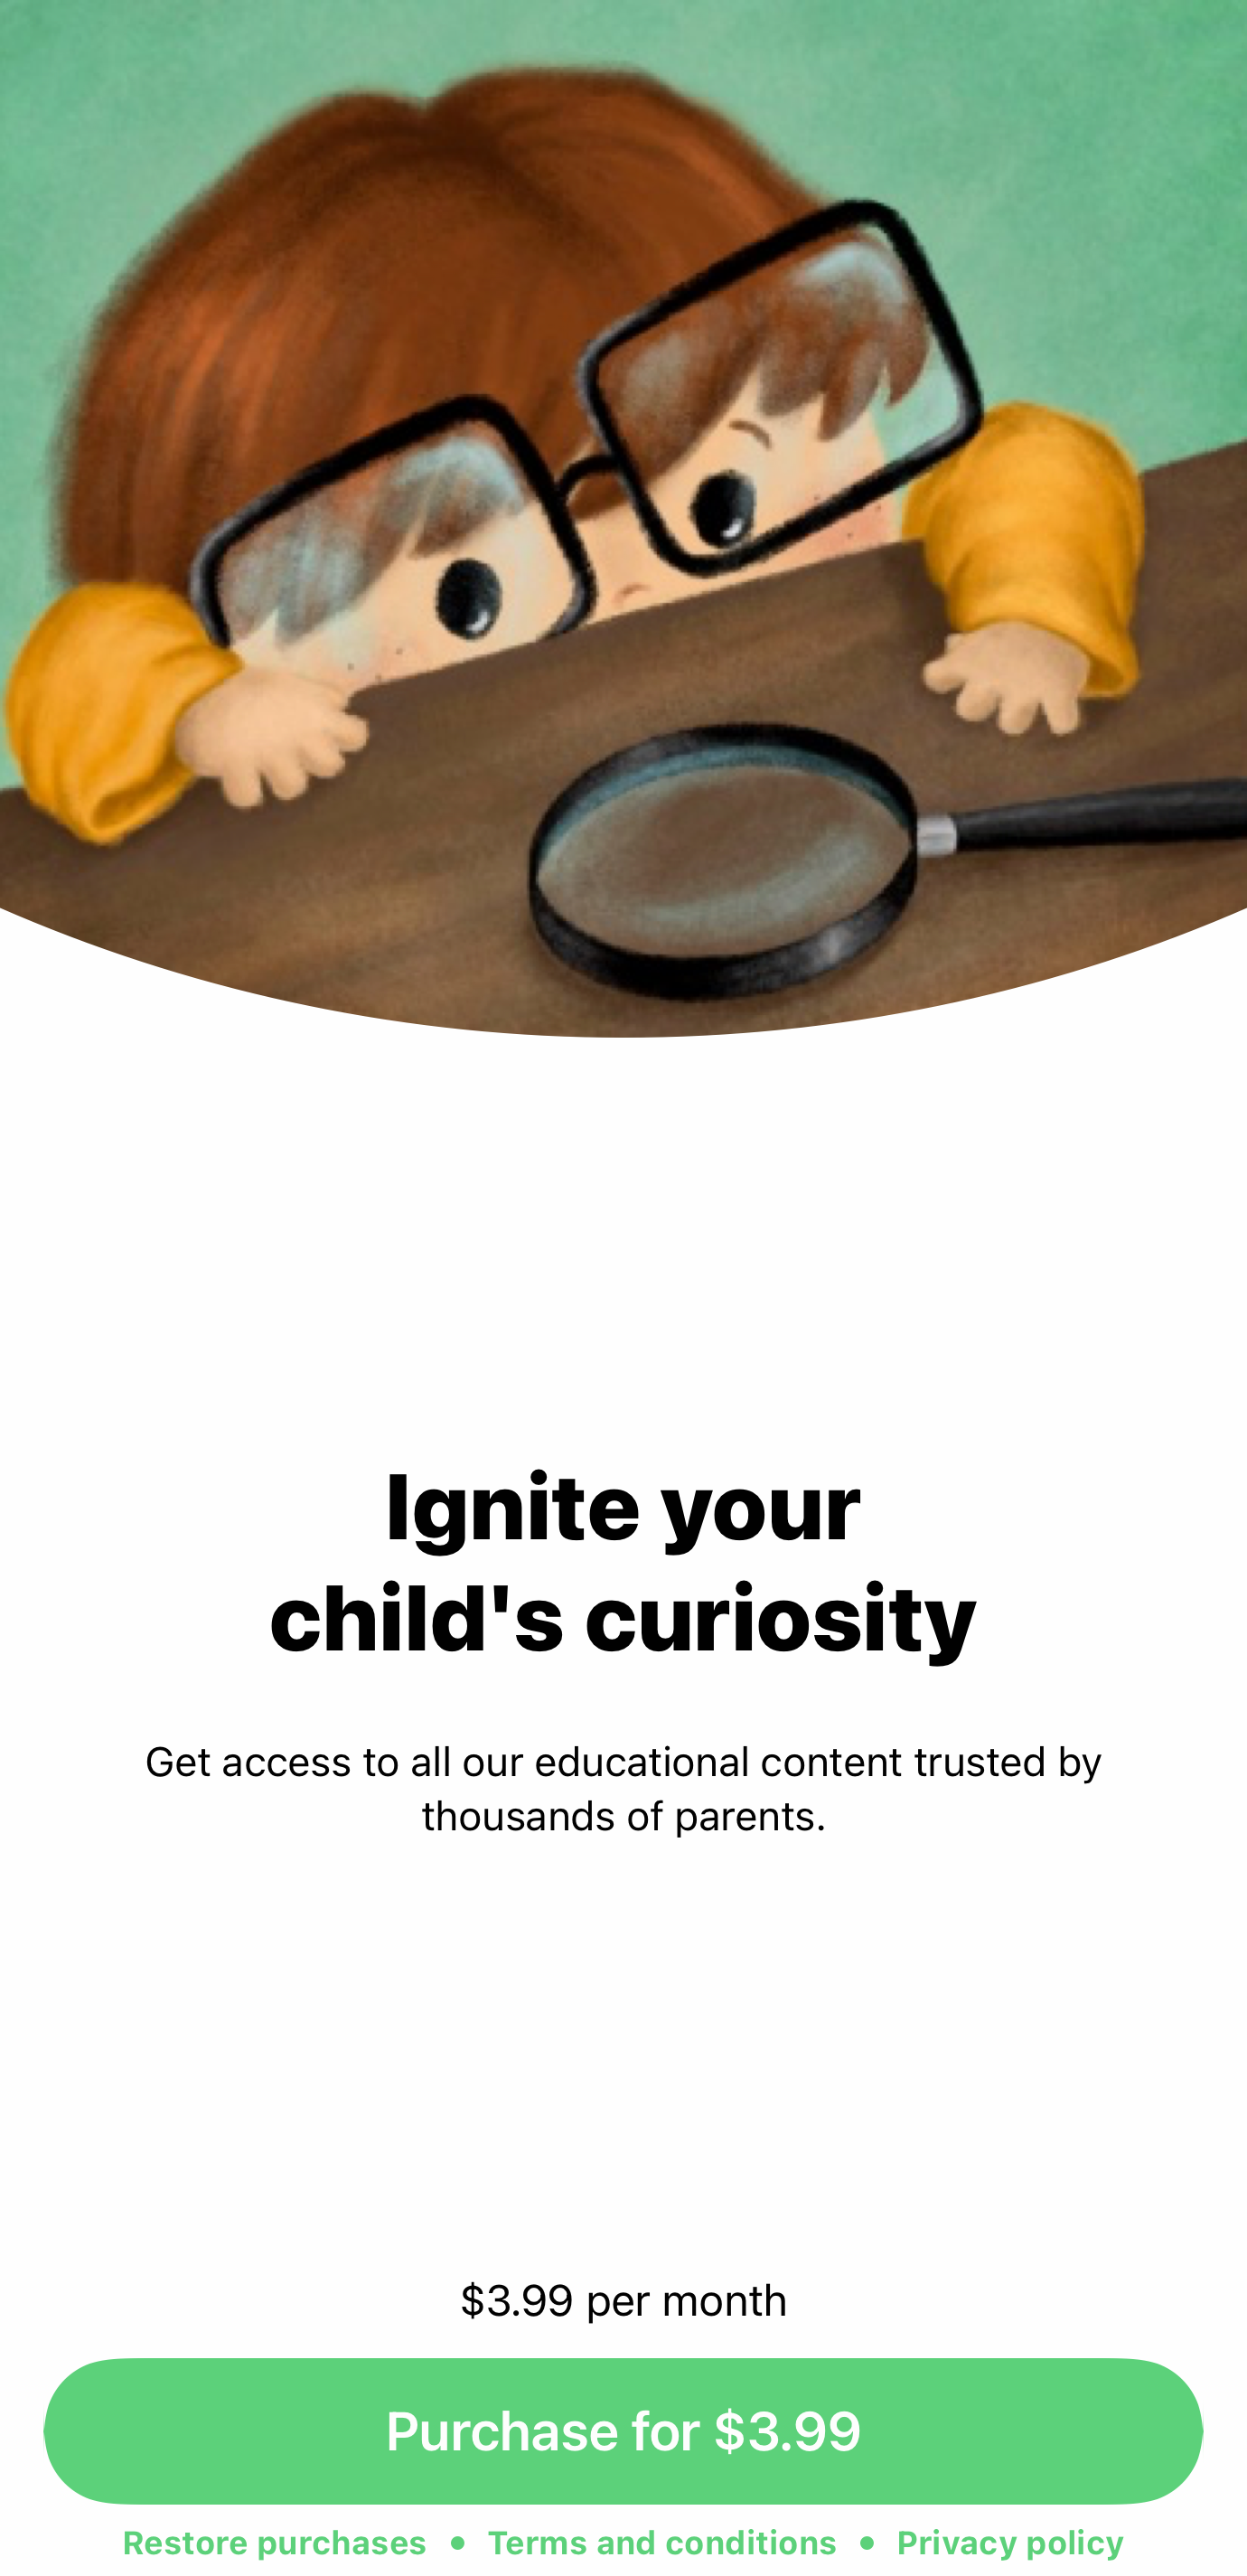 Ignite your
child's curiosity
Get access to all our educational content trusted by
thousands of parents.
$3.99 per month
Purchase for $3.99
Restore purchases • Terms and conditions • Privacy policy